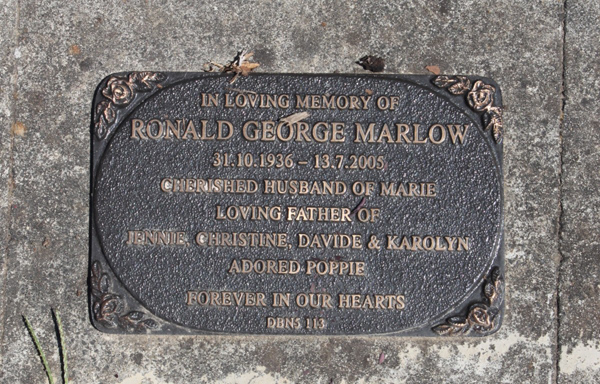 IN LOVING MEMORY OF
RONALD GEORGE MARLOW
31.10.1936 – 13.7.2005
CHERISHED HUSBAND OF MARIE
LOVING FATHER OF
JENNIE, CHRISTINE, DAVIDE & KAROLYN
ADORED POPPIE
FOREVER IN OUR HEARTS
DBNS 113